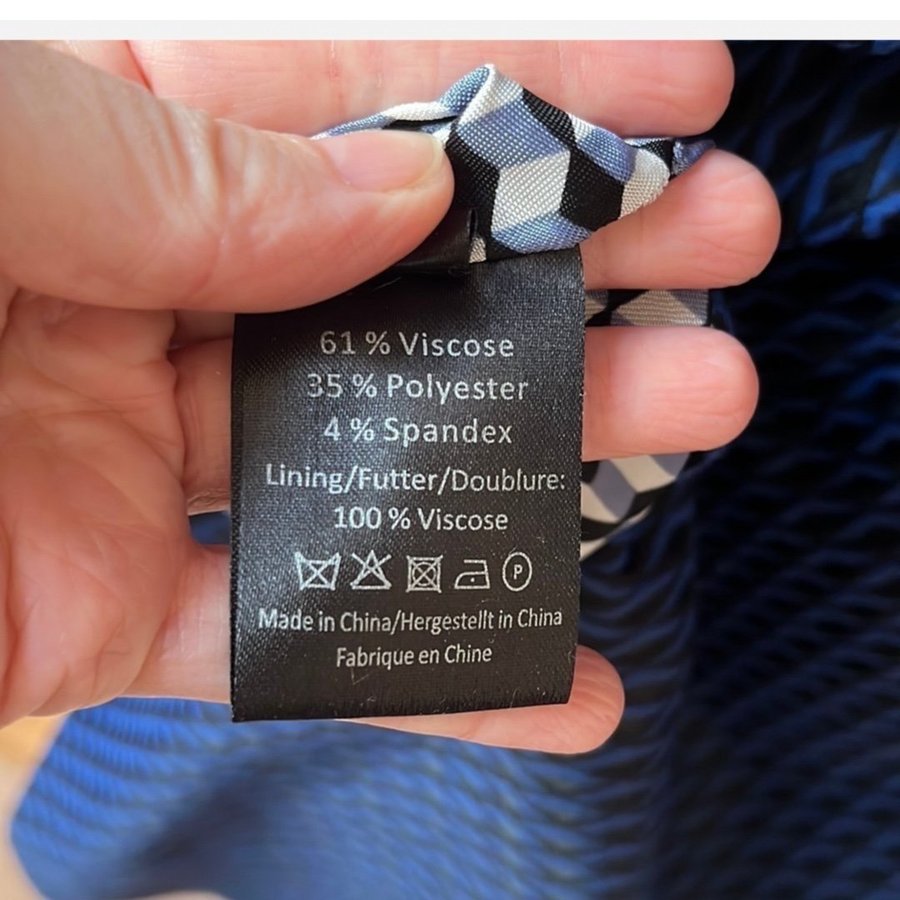 61 % Viscose
35 % Polyester
4 % Spandex
Lining/Futter/Doublure:
100 % Viscose
P
Made in China/Hergestellt in China
Fabrique en Chine